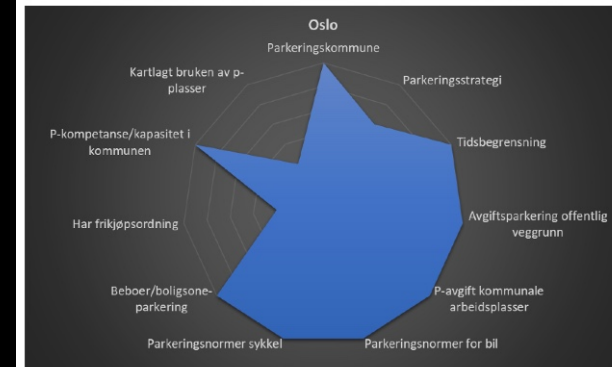 Oslo
Parkeringskommune
Kartlagt bruken av p-
plasser
Parkeringsstrategi
P-kompetanse/kapasitet i
kommunen
Tidsbegrensning
Har frikjøpsordning
Avgiftsparkering offentlig
veggrunn
Beboer/boligsone-
parkering
P-avgift kommunale
arbeidsplasser
Parkeringsnormer sykkel
Parkeringsnormer for bil